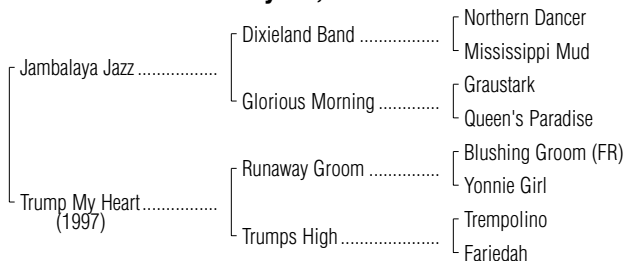 Northern Dancer
Dixieland Band
Mississippi Mud
Jambalaya Jazz
Graustark
Glorious Morning
Queen's Paradise
Blushing Groom (FR)
Runaway Groom
Yonnie Girl
Trump My Heart
(1997)
Trempolino
Trumps High
Fariedah